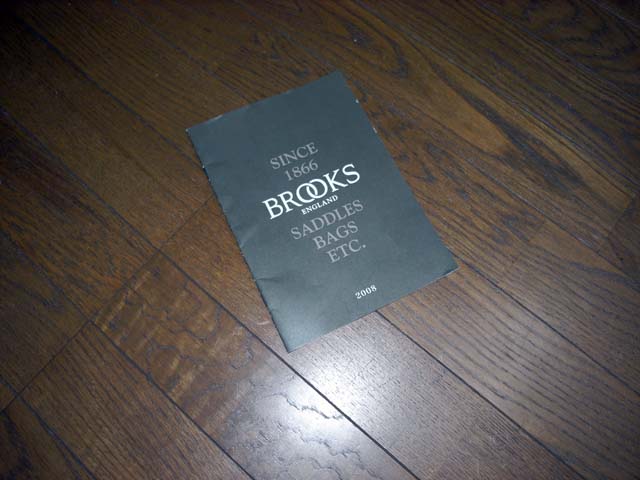 SINCE
1866
BROOKS
ENGLAND
SADDLES
BAGS
ETC.
2008